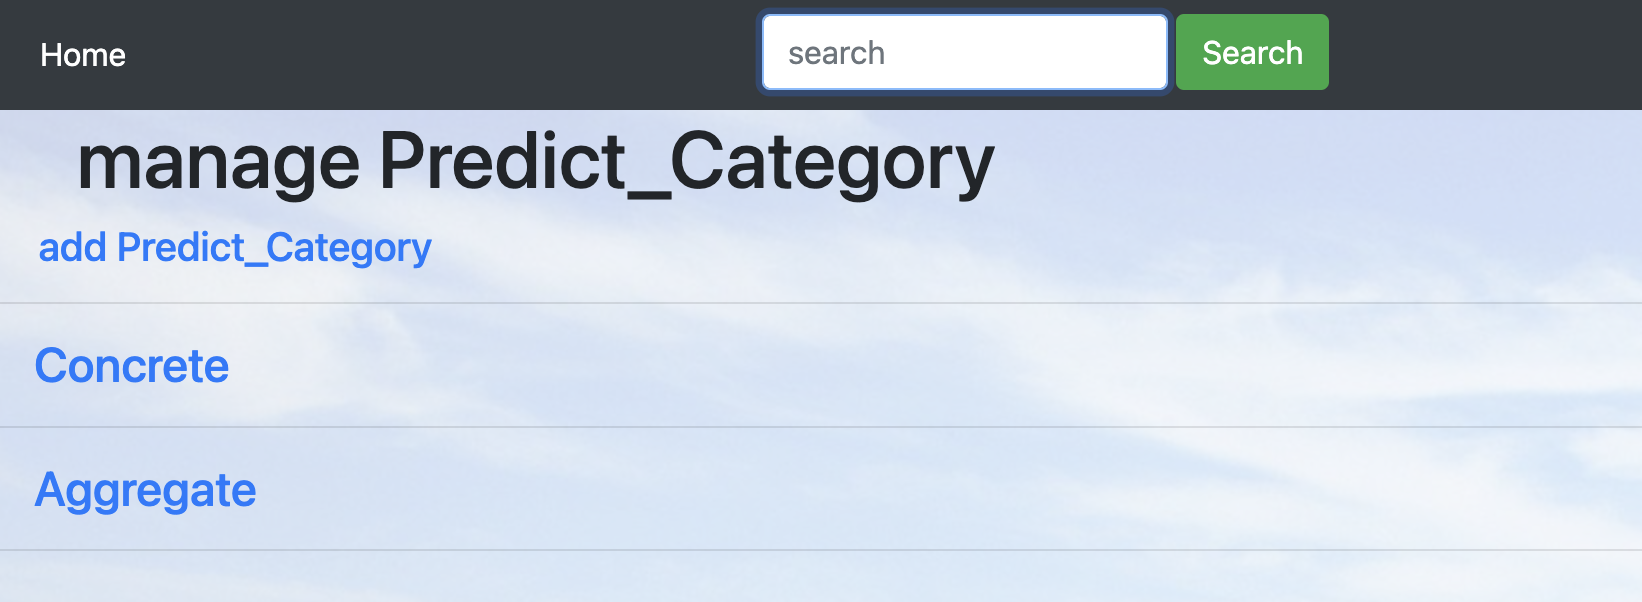 Home
search
Search
manage Predict_Category
add Predict_Category
Concrete
Aggregate